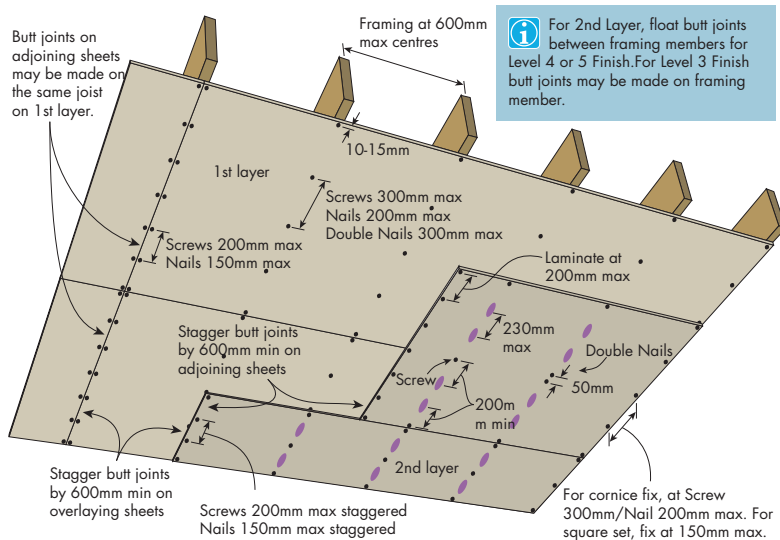 Butt joints on
adjoining sheets
may be made on
the same joist
on 1st layer.
Framing at 600mm
max centres
i
For 2nd Layer, float butt joints
between framing members for
Level 4 or 5 Finish.For Level 3 Finish
butt joints may be made on framing
member.
10-15mm
1st layer
Screws 300mm max
Nails 200mm max
Double Nails 300mm max
Screws 200mm max
Nails 150mm max
Laminate at
200mm max
Stagger butt joints
by 600mm min on
adjoining sheets
230mm
max
Double Nails
Screw
50mm
200m
m min
2nd layer
Stagger butt joints
by 600mm min on
overlaying sheets
Screws 200mm max staggered
Nails 150mm max staggered
For cornice fix, at Screw
300mm/Nail 200mm max. For
square set, fix at 150mm max.